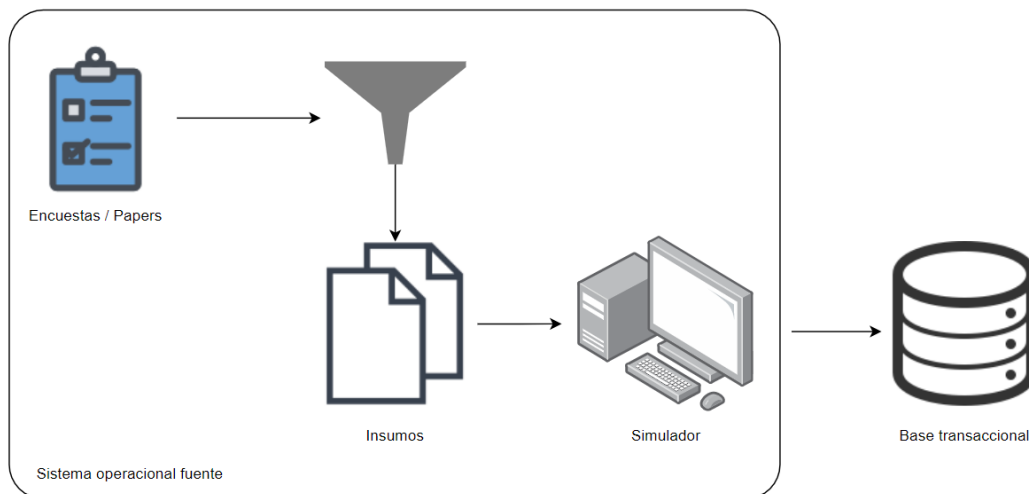 Encuestas / Papers
Insumos
Simulador
Base transaccional
Sistema operacional fuente